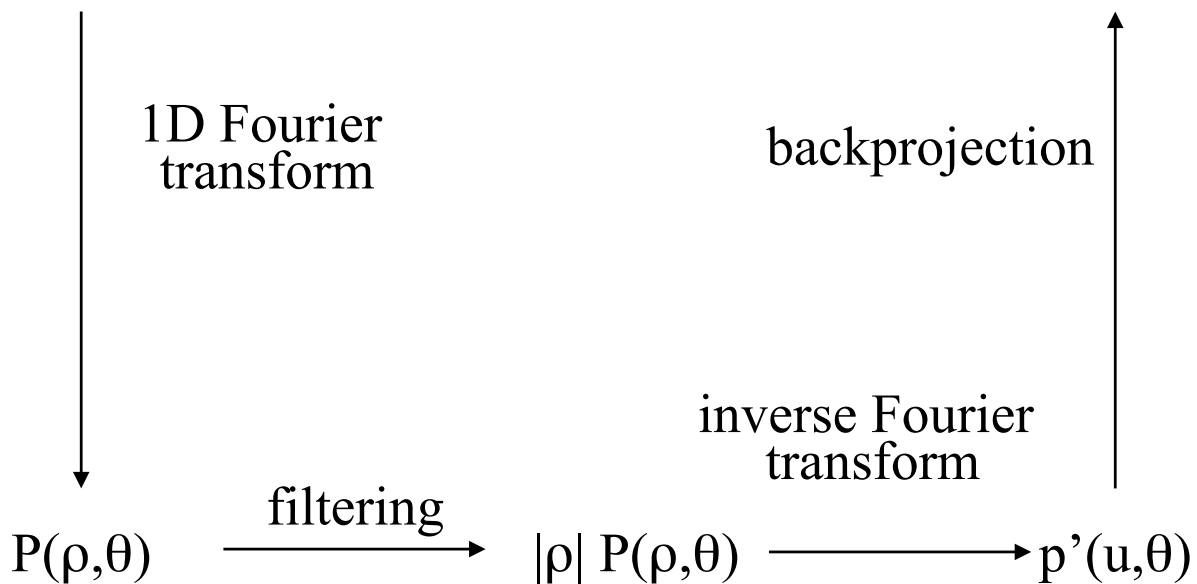 1D Fourier
transform
backprojection
inverse Fourier
transform
filtering
P(ρ,θ)
|ρ| P(ρ,θ)
p’(u,θ)